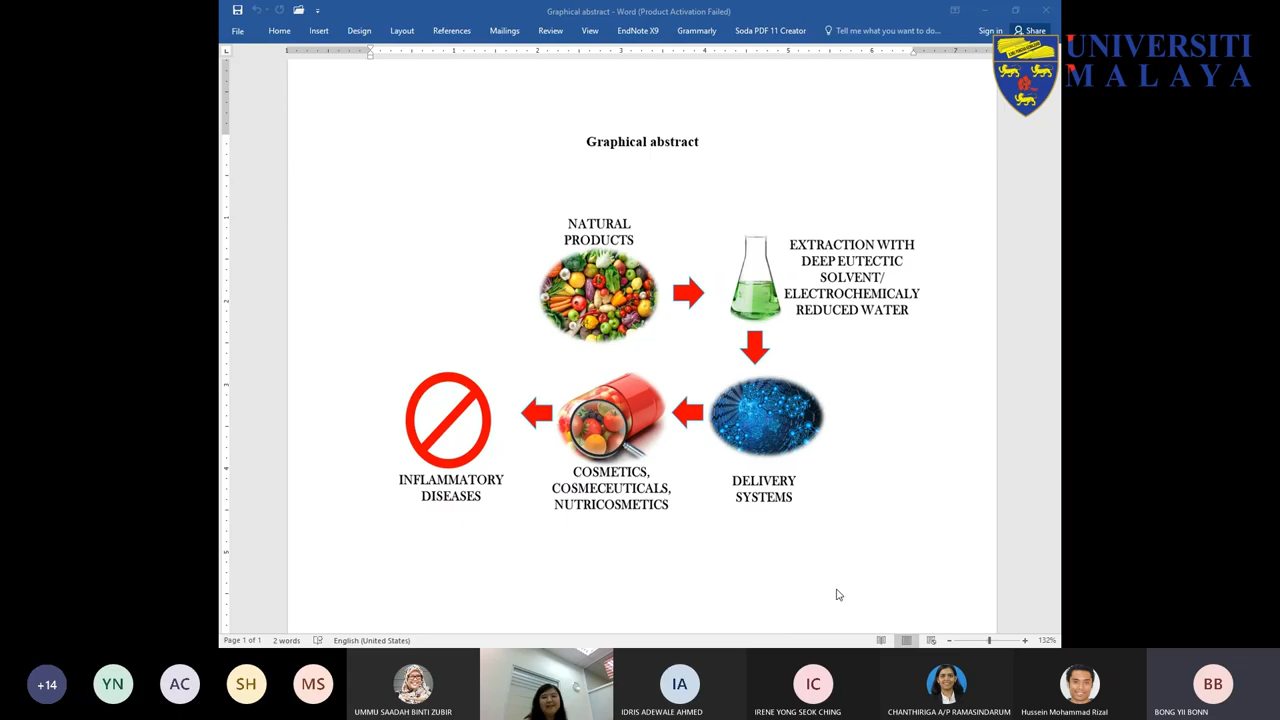 Graphical abstract - Word (Product Activation Failed)
File Home Insert Design Layout References Mailings Review View EndNote X9 Grammarly Soda PDF 11 Creator Tell me what you want to do... Sign in Share
UNIVERSITI
MALAYA
Graphical abstract
NATURAL
PRODUCTS
EXTRACTION WITH
DEEP EUTECTIC
SOLVENT/
ELECTROCHEMICALY
REDUCED WATER
INFLAMMATORY
DISEASES
COSMETICS,
COSMECEUTICALS,
NUTRICOSMETICS
DELIVERY
SYSTEMS
Page 1 of 1 2 words English (United States) 132%
+14 YN AC SH MS IA IC BB
UMMU SAADAH BINTI ZUBIR IDRIS ADEWALE AHMED IRENE YONG SEOK CHING CHANTHIRIGA A/P RAMASINDARUM Hussein Mohammad Rizal BONG YII BONN